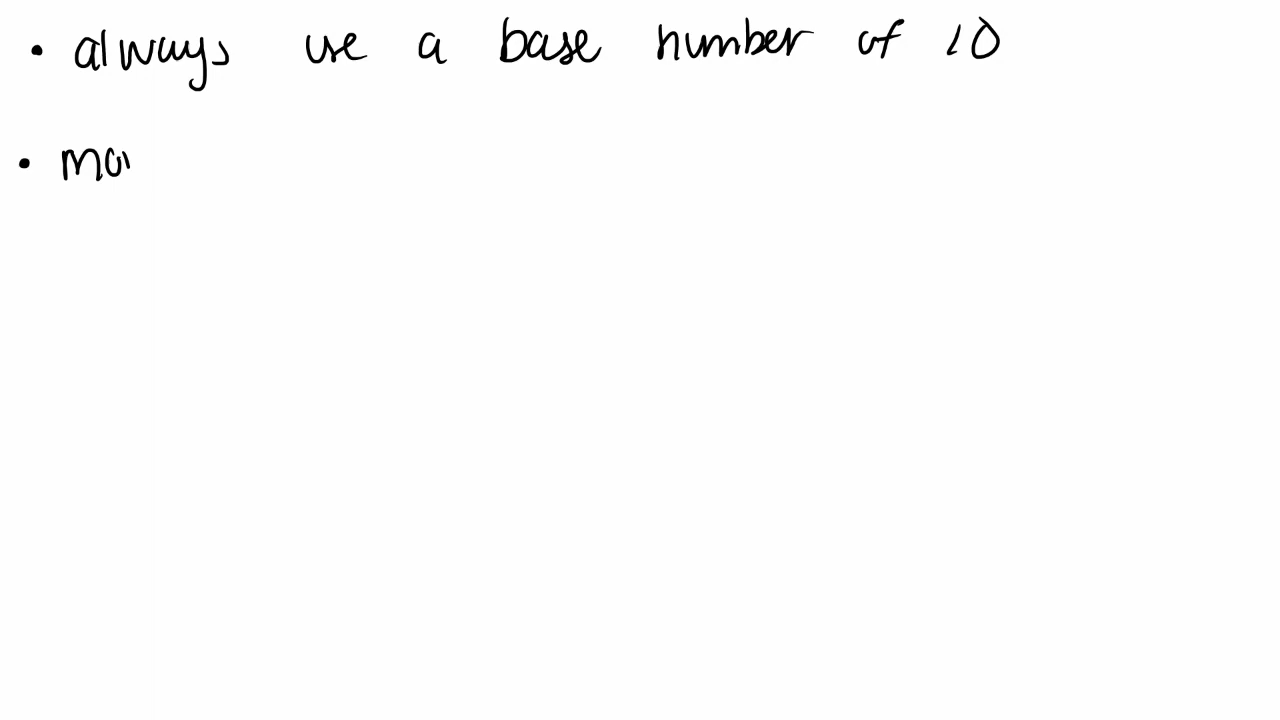 • always use a base number of 10
•